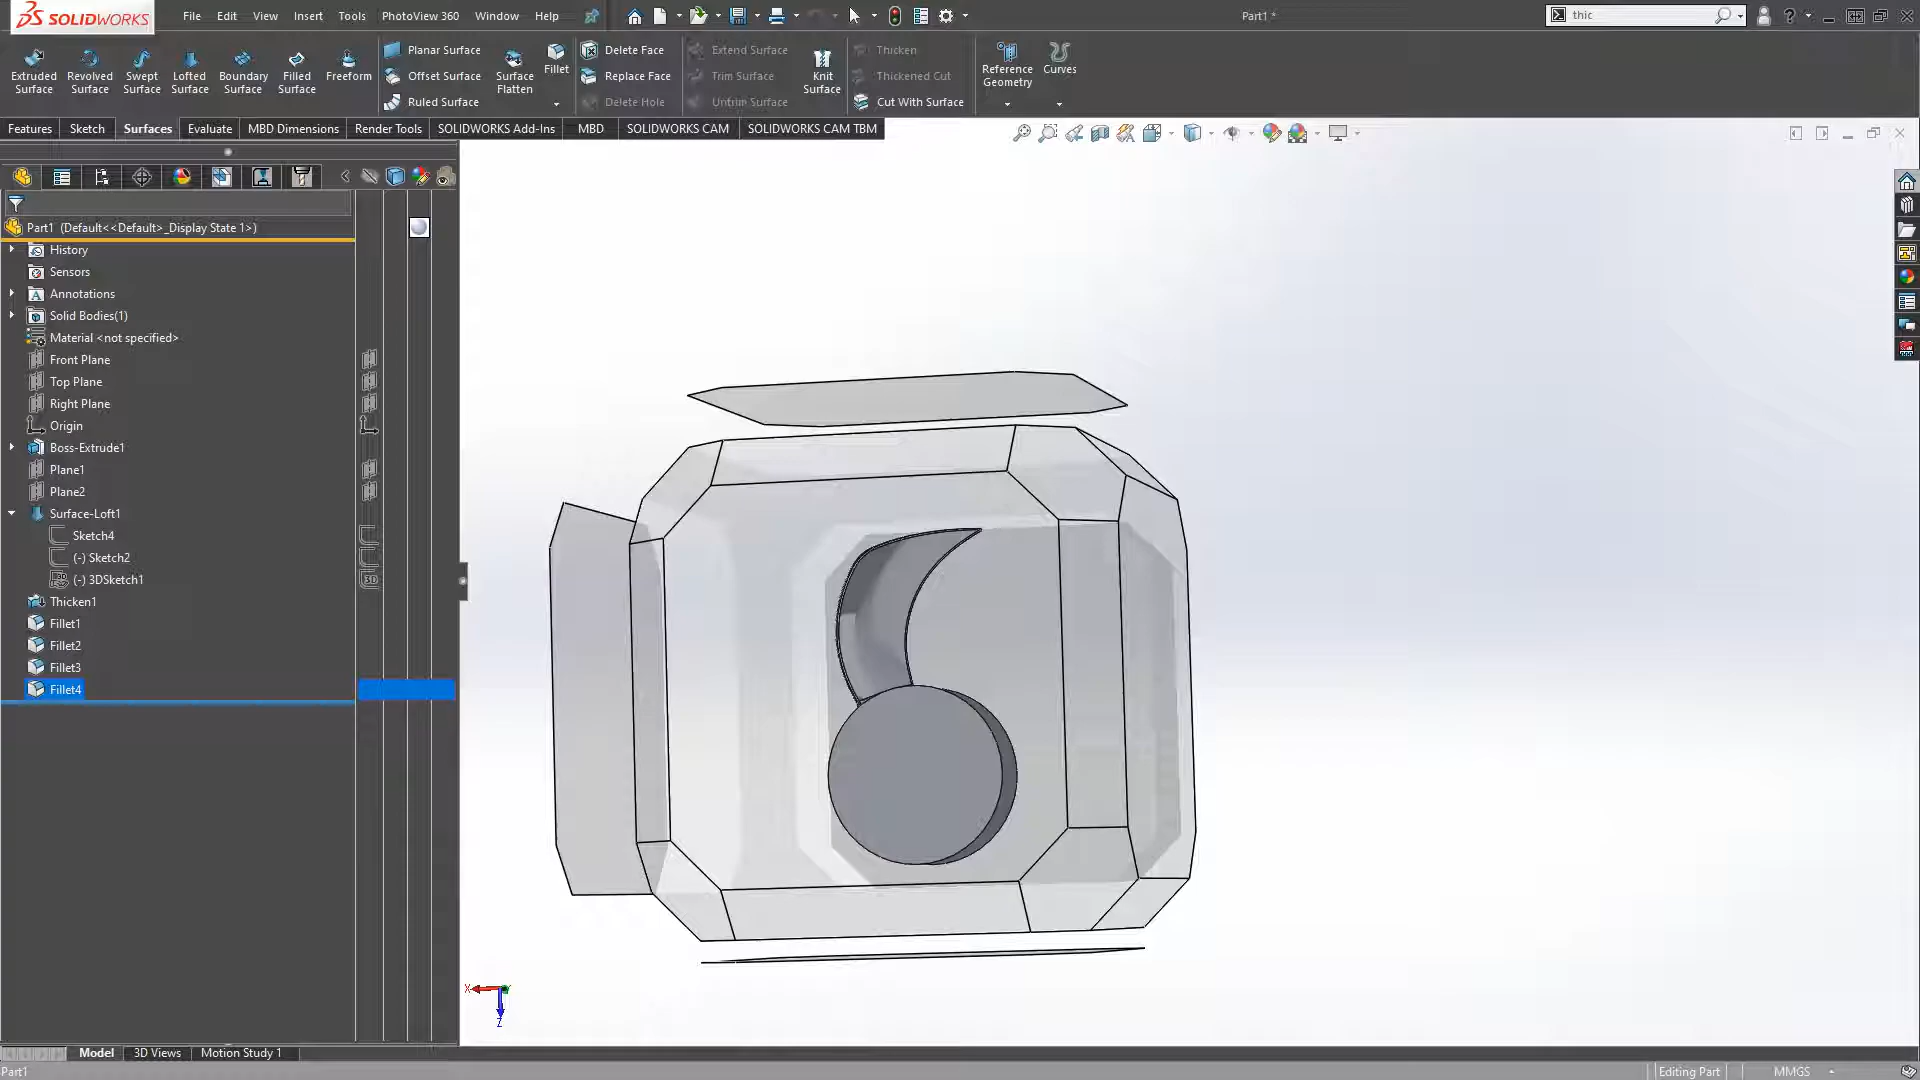 SOLIDWORKS
File Edit View Insert Tools PhotoView 360 Window Help
Part1 *
thic
Extruded Surface
Revolved Surface
Swept Surface
Lofted Surface
Boundary Surface
Filled Surface
Freeform
Planar Surface
Offset Surface
Ruled Surface
Surface Flatten
Fillet
Delete Face
Replace Face
Delete Hole
Extend Surface
Trim Surface
Untrim Surface
Knit Surface
Thicken
Thickened Cut
Cut With Surface
Reference Geometry
Curves
Features Sketch Surfaces Evaluate MBD Dimensions Render Tools SOLIDWORKS Add-Ins MBD SOLIDWORKS CAM SOLIDWORKS CAM TBM
Part1 (Default<<Default>_Display State 1>)
History
Sensors
Annotations
Solid Bodies(1)
Material <not specified>
Front Plane
Top Plane
Right Plane
Origin
Boss-Extrude1
Plane1
Plane2
Surface-Loft1
Sketch4
(-) Sketch2
(-) 3DSketch1
3D
Thicken1
Fillet1
Fillet2
Fillet3
Fillet4
X
Z
Model 3D Views Motion Study 1
Part1
Editing Part
MMGS